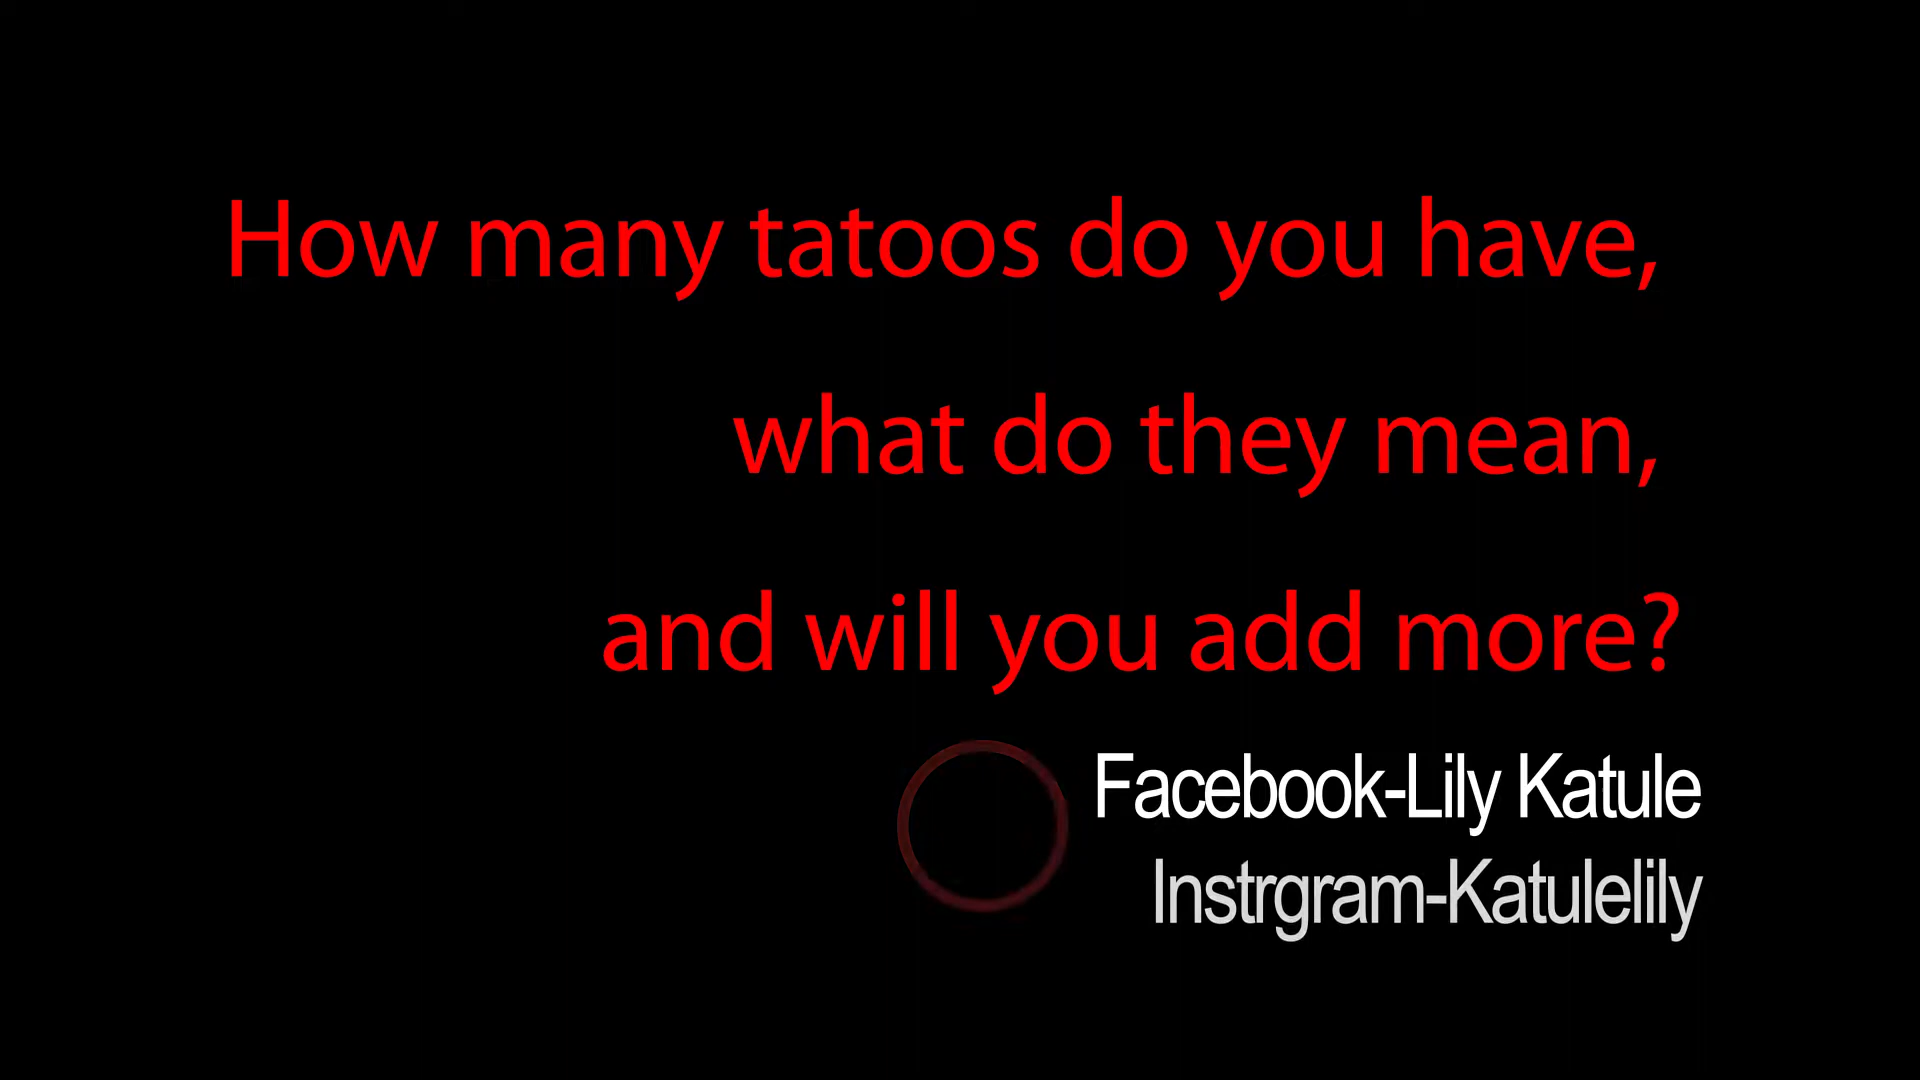 How many tatoos do you have,
what do they mean,
and will you add more?
Facebook-Lily Katule
Instrgram-Katulelily